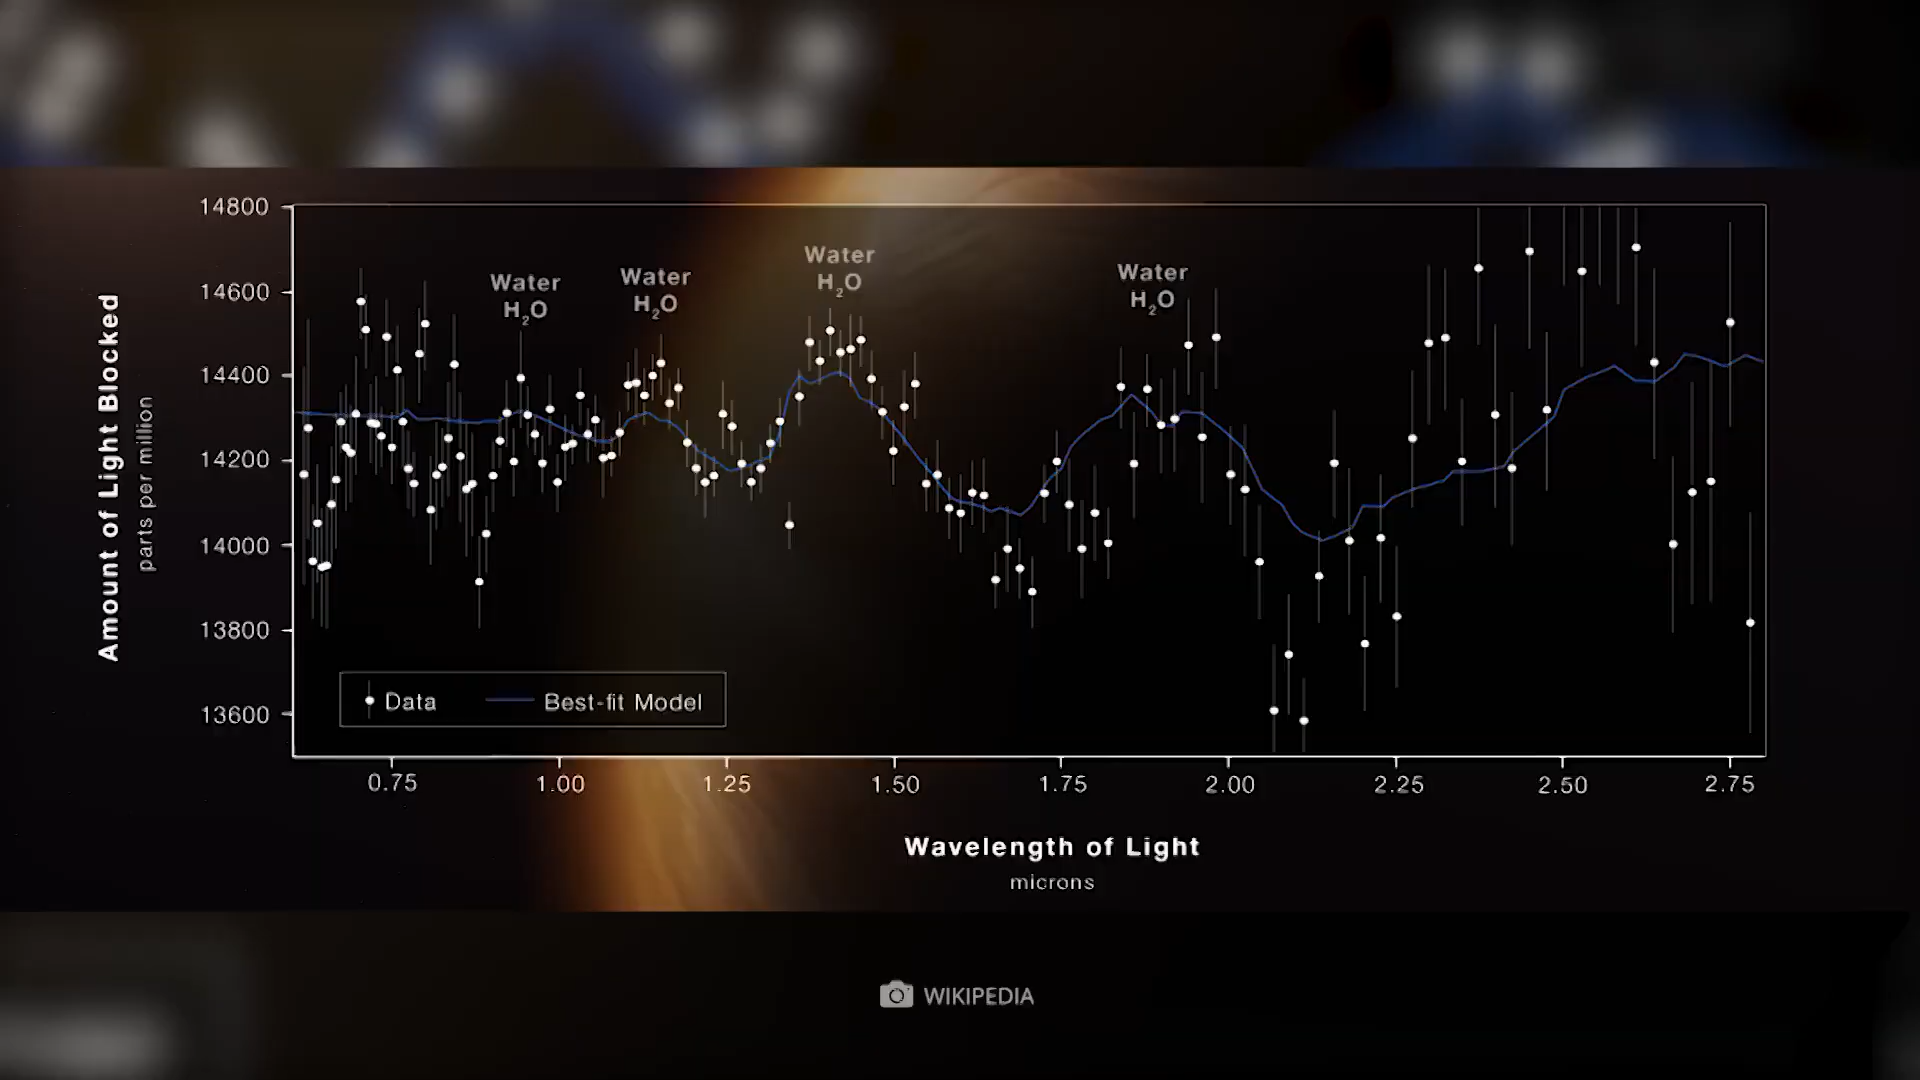 Amount of Light Blocked
parts per million
14800
14600
14400
14200
14000
13800
13600
Water
H₂O
Water
H₂O
Water
H₂O
Water
H₂O
Data
Best-fit Model
0.75 1.00 1.25 1.50 1.75 2.00 2.25 2.50 2.75
Wavelength of Light
microns
WIKIPEDIA